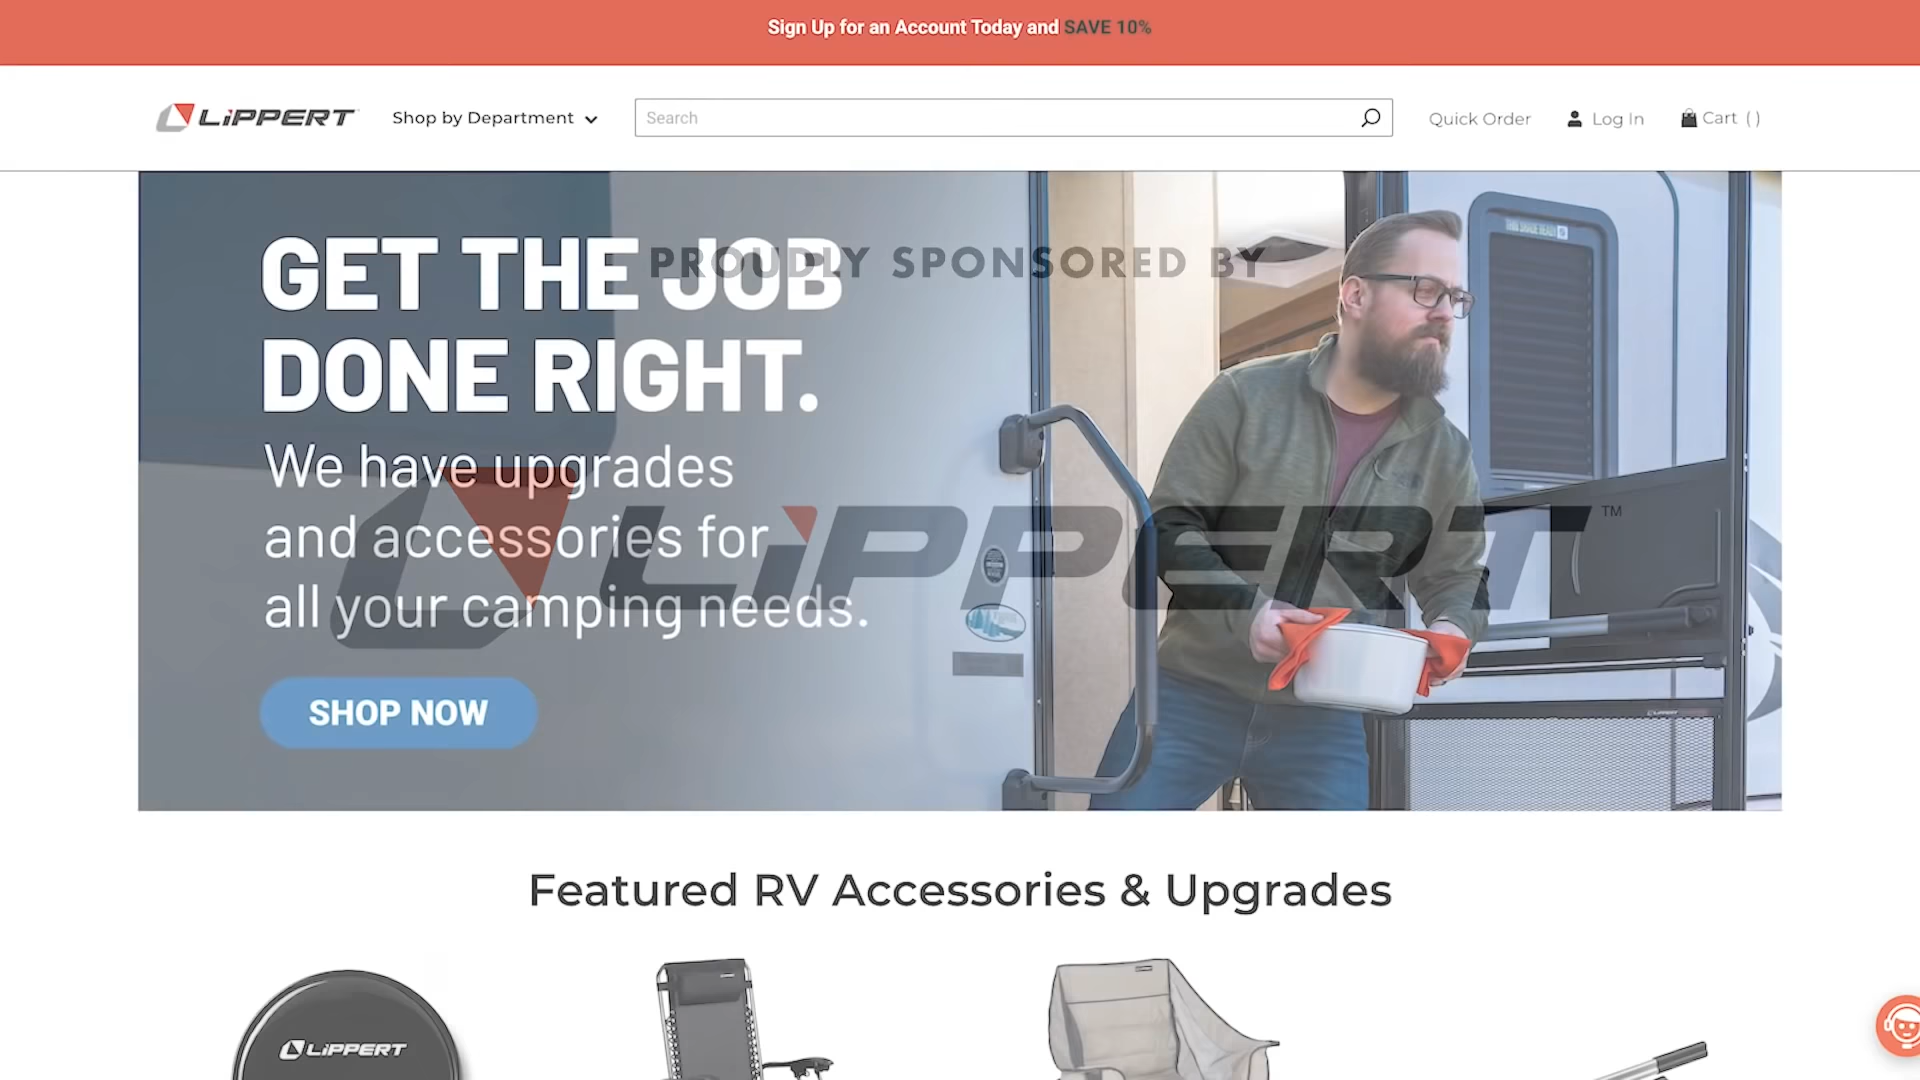 Sign Up for an Account Today and SAVE 10%
LIPPERT
Shop by Department
Search
Quick Order
Log In
Cart ( )
PROUDLY SPONSORED BY
GET THE JOB
DONE RIGHT.
We have upgrades
and accessories for
all your camping needs.
LIPPERT™
SHOP NOW
Featured RV Accessories & Upgrades
LIPPERT